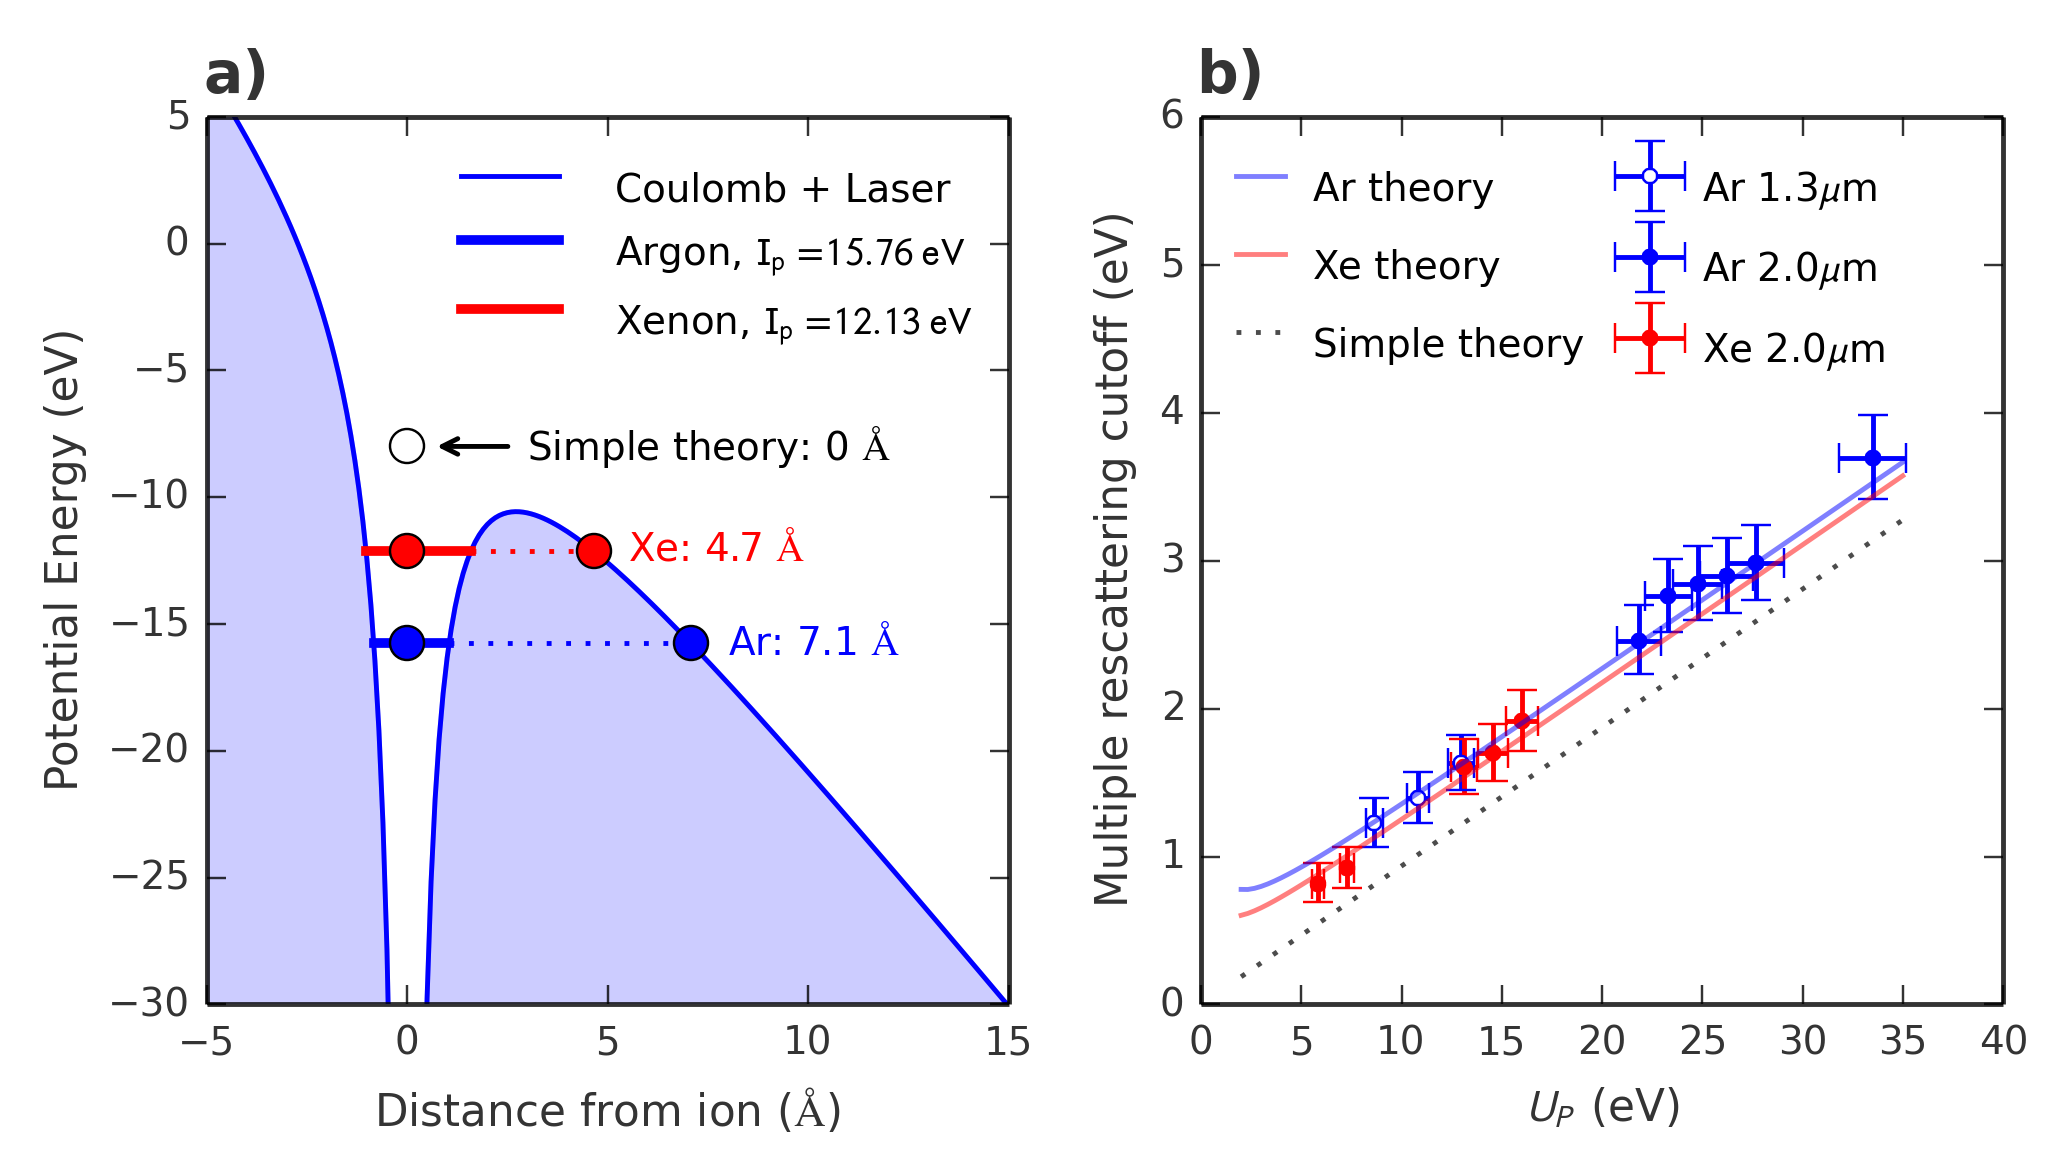 a)
5
0
−5
−10
−15
−20
−25
−30
Potential Energy (eV)
Coulomb + Laser
Argon, Iₚ =15.76 eV
Xenon, Iₚ =12.13 eV
Simple theory: 0 Å
Xe: 4.7 Å
Ar: 7.1 Å
−5 0 5 10 15
Distance from ion (Å)
b)
6
5
4
3
2
1
0
Multiple rescattering cutoff (eV)
Ar theory
Xe theory
Simple theory
Ar 1.3μm
Ar 2.0μm
Xe 2.0μm
0 5 10 15 20 25 30 35 40
U_P (eV)